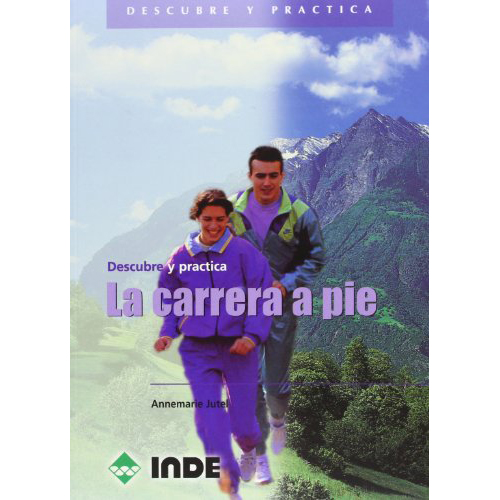 DESCUBRE Y PRACTICA
Descubre y practica
La carrera a pie
Annemarie Jutel
INDE